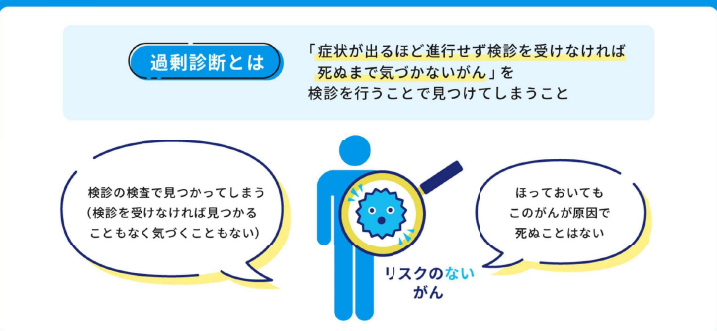 過剰診断とは
「症状が出るほど進行せず検診を受けなければ
死ぬまで気づかないがん」を
検診を行うことで見つけてしまうこと
検診の検査で見つかってしまう
(検診を受けなければ見つかる
こともなく気づくこともない)
リスクのない
がん
ほっておいても
このがんが原因で
死ぬことはない